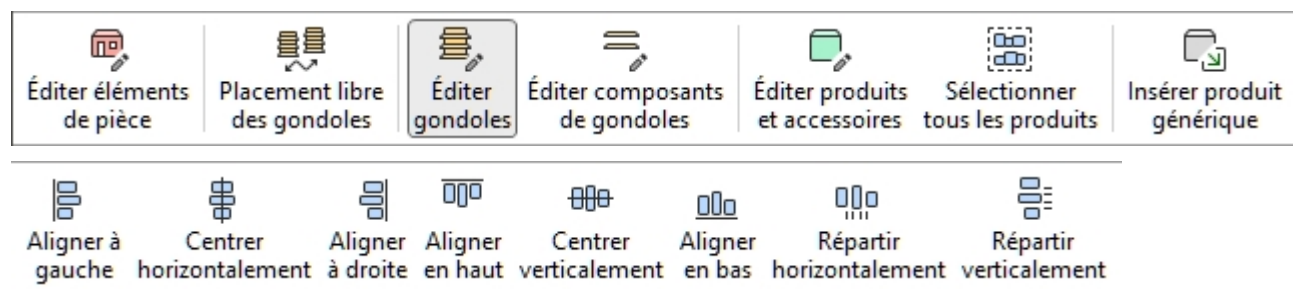 Éditer éléments Placement libre Éditer Éditer composants Éditer produits Sélectionner Insérer produit
de pièce des gondoles gondoles de gondoles et accessoires tous les produits générique
Aligner à Centrer Aligner Aligner Centrer Aligner Répartir Répartir
gauche horizontalement à droite en haut verticalement en bas horizontalement verticalement